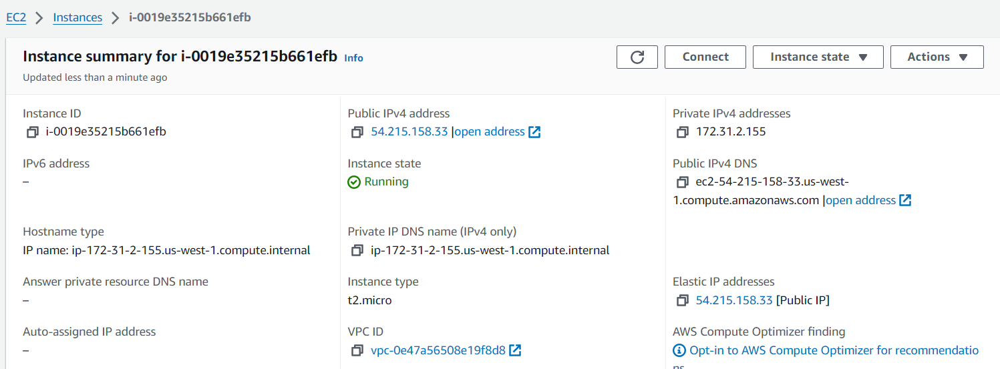 EC2 > Instances > i-0019e35215b661efb
Instance summary for i-0019e35215b661efb Info
Updated less than a minute ago
Connect
Instance state
Actions
Instance ID
i-0019e35215b661efb
Public IPv4 address
54.215.158.33 |open address
Private IPv4 addresses
172.31.2.155
IPv6 address
–
Instance state
Running
Public IPv4 DNS
ec2-54-215-158-33.us-west-
1.compute.amazonaws.com |open address
Hostname type
IP name: ip-172-31-2-155.us-west-1.compute.internal
Private IP DNS name (IPv4 only)
ip-172-31-2-155.us-west-1.compute.internal
Answer private resource DNS name
–
Instance type
t2.micro
Elastic IP addresses
54.215.158.33 [Public IP]
Auto-assigned IP address
–
VPC ID
vpc-0e47a56508e19f8d8
AWS Compute Optimizer finding
Opt-in to AWS Compute Optimizer for recommendatio
ns